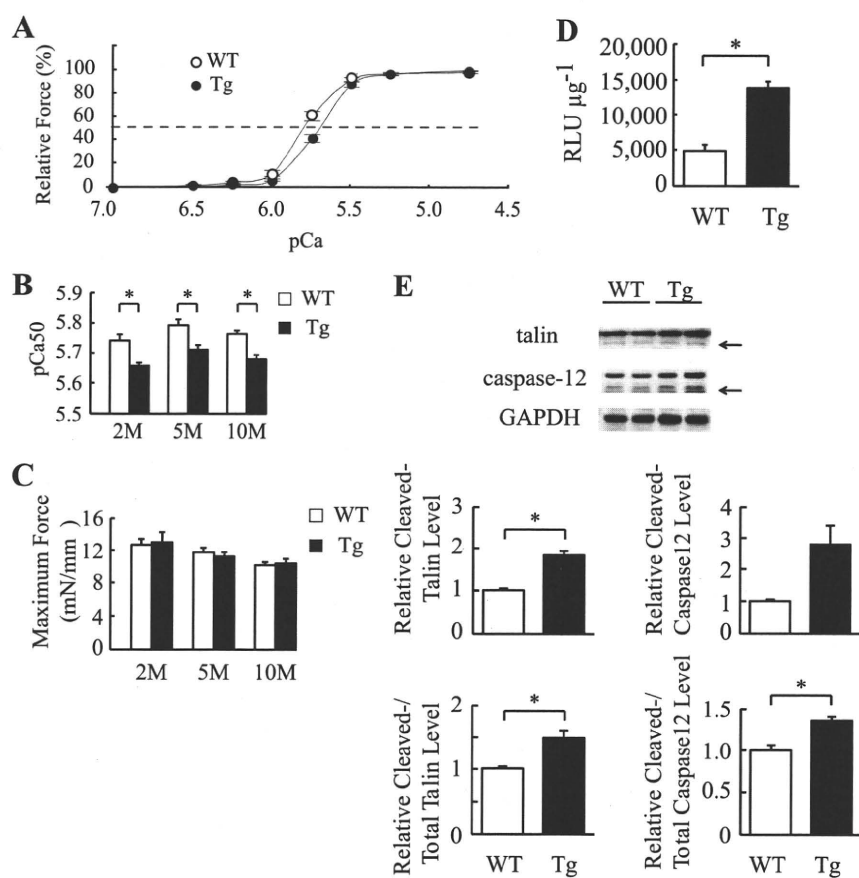 A
Relative Force (%)
100
80
60
40
20
0
WT
Tg
7.0 6.5 6.0 5.5 5.0 4.5
pCa
B
pCa50
5.9
5.8
5.7
5.6
5.5
* * *
WT
Tg
2M 5M 10M
C
Maximum Force
(mN/mm )
16
12
8
4
0
WT
Tg
2M 5M 10M
D
RLU µg-1
20,000
15,000
10,000
5,000
0
*
WT Tg
E
WT Tg
talin
caspase-12
GAPDH
Relative Cleaved-
Talin Level
3
2
1
0
*
Relative Cleaved-
Caspase12 Level
4
3
2
1
0
Relative Cleaved-/
Total Talin Level
2
1
0
*
WT Tg
Relative Cleaved-/
Total Caspase12 Level
1.5
1.0
0.5
0
*
WT Tg